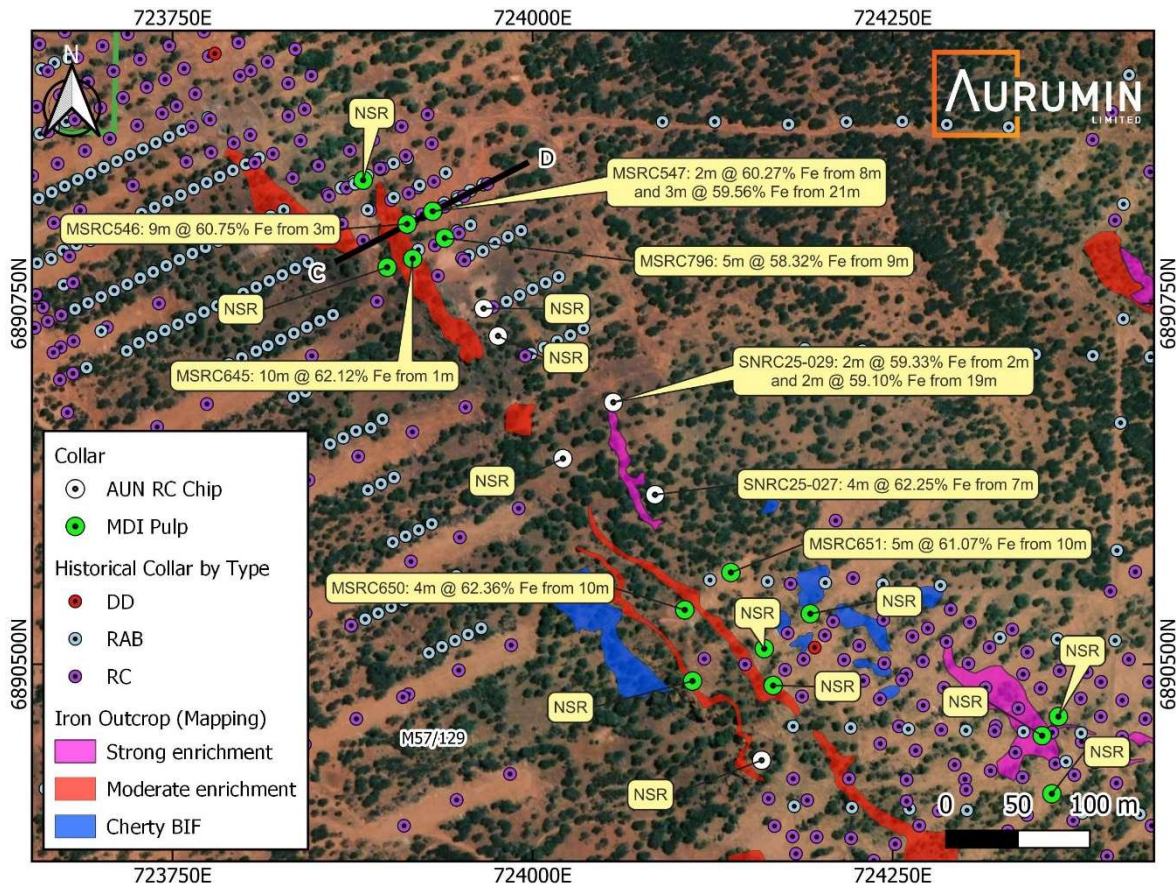 723750E
724000E
724250E
N
AURUMIN
LIMITED
NSR
D
MSRC547: 2m @ 60.27% Fe from 8m
and 3m @ 59.56% Fe from 21m
MSRC546: 9m @ 60.75% Fe from 3m
MSRC796: 5m @ 58.32% Fe from 9m
C
NSR
NSR
6890750N
6890750N
NSR
MSRC645: 10m @ 62.12% Fe from 1m
SNRC25-029: 2m @ 59.33% Fe from 2m
and 2m @ 59.10% Fe from 19m
NSR
SNRC25-027: 4m @ 62.25% Fe from 7m
MSRC651: 5m @ 61.07% Fe from 10m
MSRC650: 4m @ 62.36% Fe from 10m
NSR
NSR
NSR
6890500N
6890500N
NSR
NSR
NSR
NSR
M57/129
NSR
NSR
Collar
AUN RC Chip
MDI Pulp
Historical Collar by Type
DD
RAB
RC
Iron Outcrop (Mapping)
Strong enrichment
Moderate enrichment
Cherty BIF
0 50 100 m
723750E
724000E
724250E